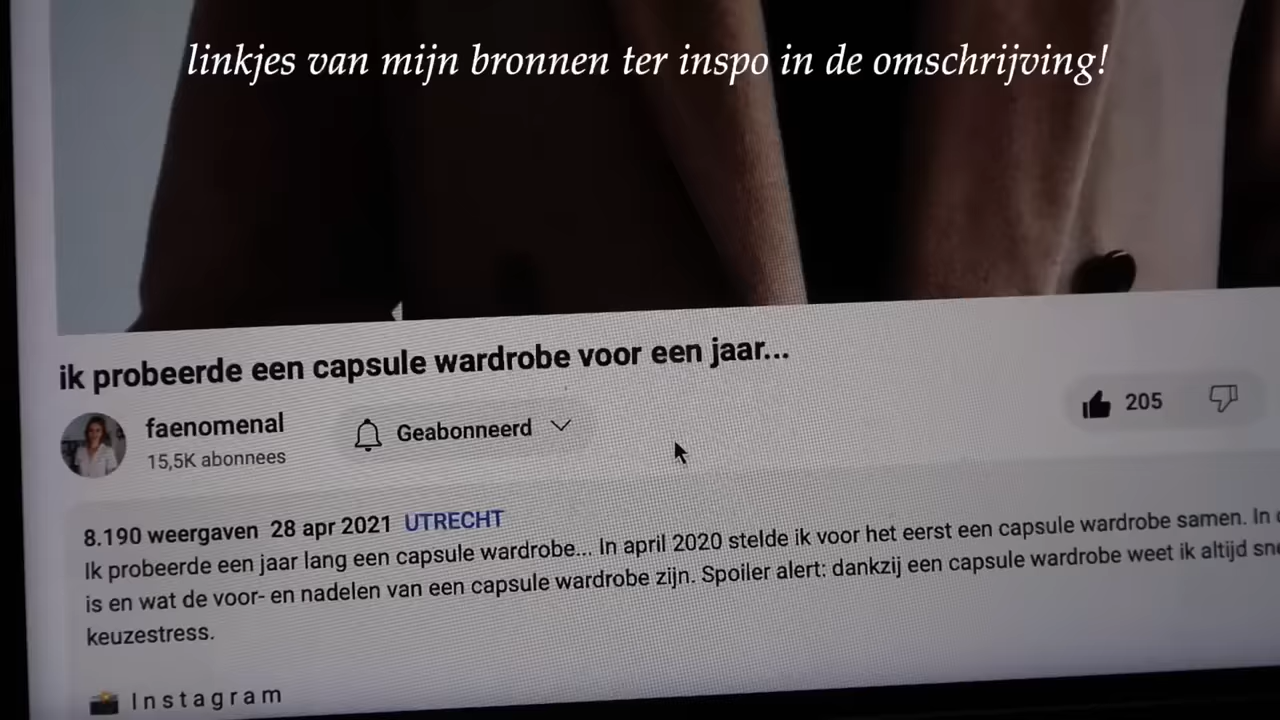 linkjes van mijn bronnen ter inspo in de omschrijving!
ik probeerde een capsule wardrobe voor een jaar...
faenomenal
15,5K abonnees
Geabonneerd
205
8.190 weergaven 28 apr 2021 UTRECHT
Ik probeerde een jaar lang een capsule wardrobe... In april 2020 stelde ik voor het eerst een capsule wardrobe samen. In
is en wat de voor- en nadelen van een capsule wardrobe zijn. Spoiler alert: dankzij een capsule wardrobe weet ik altijd
keuzestress.
Instagram